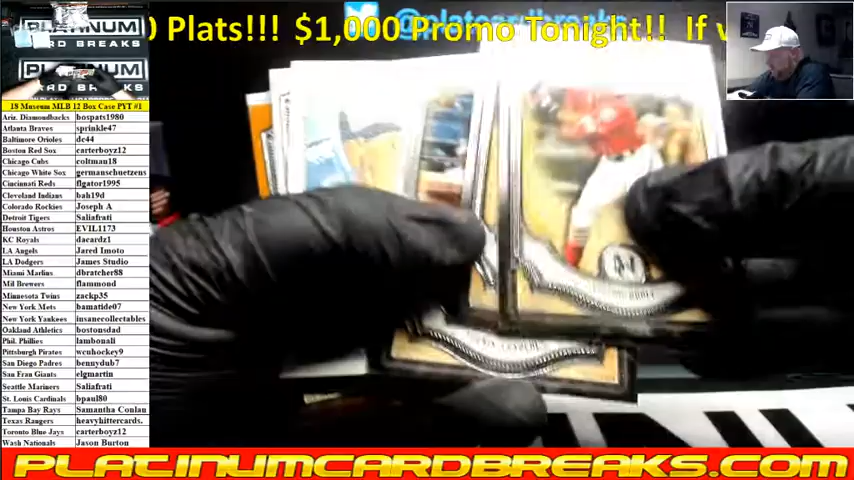 PLATINUM
CARD BREAKS
PLATINUM
0 Plats!!! $1,000 Promo Tonight!! If
@platcardbreaks
18 Museum MLB 12 Box Case PYT #1
Ariz. Diamondbacks bospats1980
Atlanta Braves sprinkle47
Baltimore Orioles dc44
Boston Red Sox carterboyz12
Chicago Cubs coltmau18
Chicago White Sox germanschuetzens
Cincinnati Reds flgator1995
Cleveland Indians bah19d
Colorado Rockies Joseph A
Detroit Tigers Saliafrati
Houston Astros EVIL1173
KC Royals dacardz1
LA Angels Jared Imoto
LA Dodgers James Studio
Miami Marlins dbratcher88
Mil Brewers flammond
Minnesota Twins zackp35
New York Mets bamatide07
New York Yankees insanecollectables
Oakland Athletics bostonsdad
Phil. Phillies lambonali
Pittsburgh Pirates wcuhockey9
San Diego Padres bennydub7
San Fran Giants elgmartin
Seattle Mariners Saliafrati
St. Louis Cardinals bpaul80
Tampa Bay Rays Samantha Conlan
Texas Rangers heavyhittercards.
Toronto Blue Jays carterboyz12
Wash Nationals Jason Burton
PLATINUMCARDBREAKS.COM